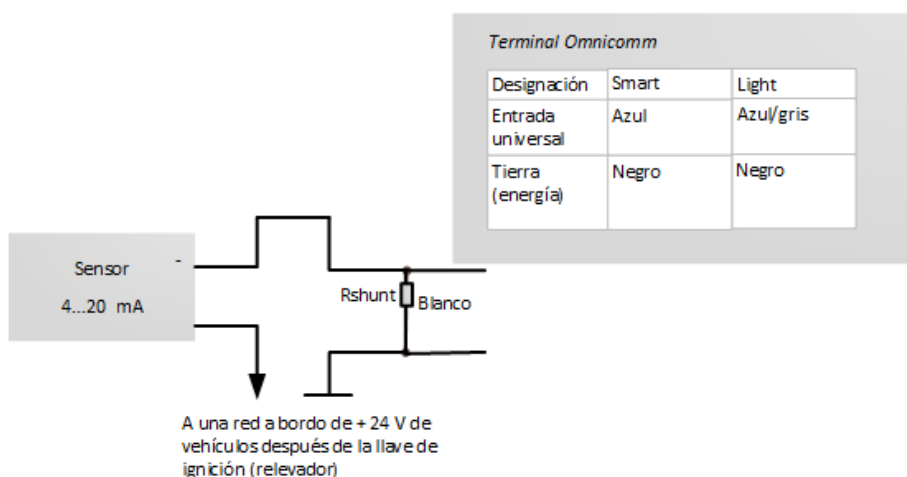 Terminal Omnicomm
Designación Smart Light
Entrada universal Azul Azul/gris
Tierra (energía) Negro Negro
Sensor -
4...20 mA
Rshunt Blanco
A una red a bordo de + 24 V de
vehículos después de la llave de
ignición (relevador)